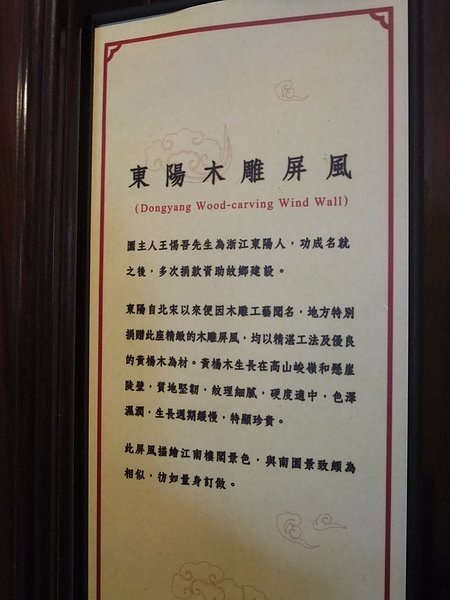 東陽木雕屏風
(Dongyang Wood-carving Wind Wall)
園主人王惕吾先生為浙江東陽人，功成名就
之後，多次捐款資助故鄉建設。
東陽自北宋以來便因木雕工藝聞名，地方特別
捐贈此座精緻的木雕屏風，均以精湛工法及優良
的黃楊木為材。黃楊木生長在高山峻嶺和懸崖
陡壁，質地堅韌，紋理細膩，硬度適中，色澤
溫潤，生長週期緩慢，特顯珍貴。
此屏風描繪江南樓閣景色，與南園景致頗為
相似，彷如量身訂做。